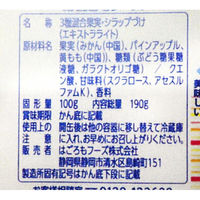 名称 3種混合果実・シラップづけ
(エキストラライト)
原材料名 果実(みかん(中国)、パインアップル、
黄もも(中国))、糖類(ぶどう糖果糖
液糖、ガラクトオリゴ糖)/クエ
ン酸、甘味料(スクラロース、アセス
ルファムK)、香料
固形量 100g 内容総量 190g
賞味期限 かん底に記載
使用上の注意 開缶後は他の容器に移し替えて冷蔵庫
に入れ、お早めにお召し上がりください。
販売者 はごろもフーズ株式会社
静岡県静岡市清水区島崎町151
製造所固有記号はかん底下段に記載